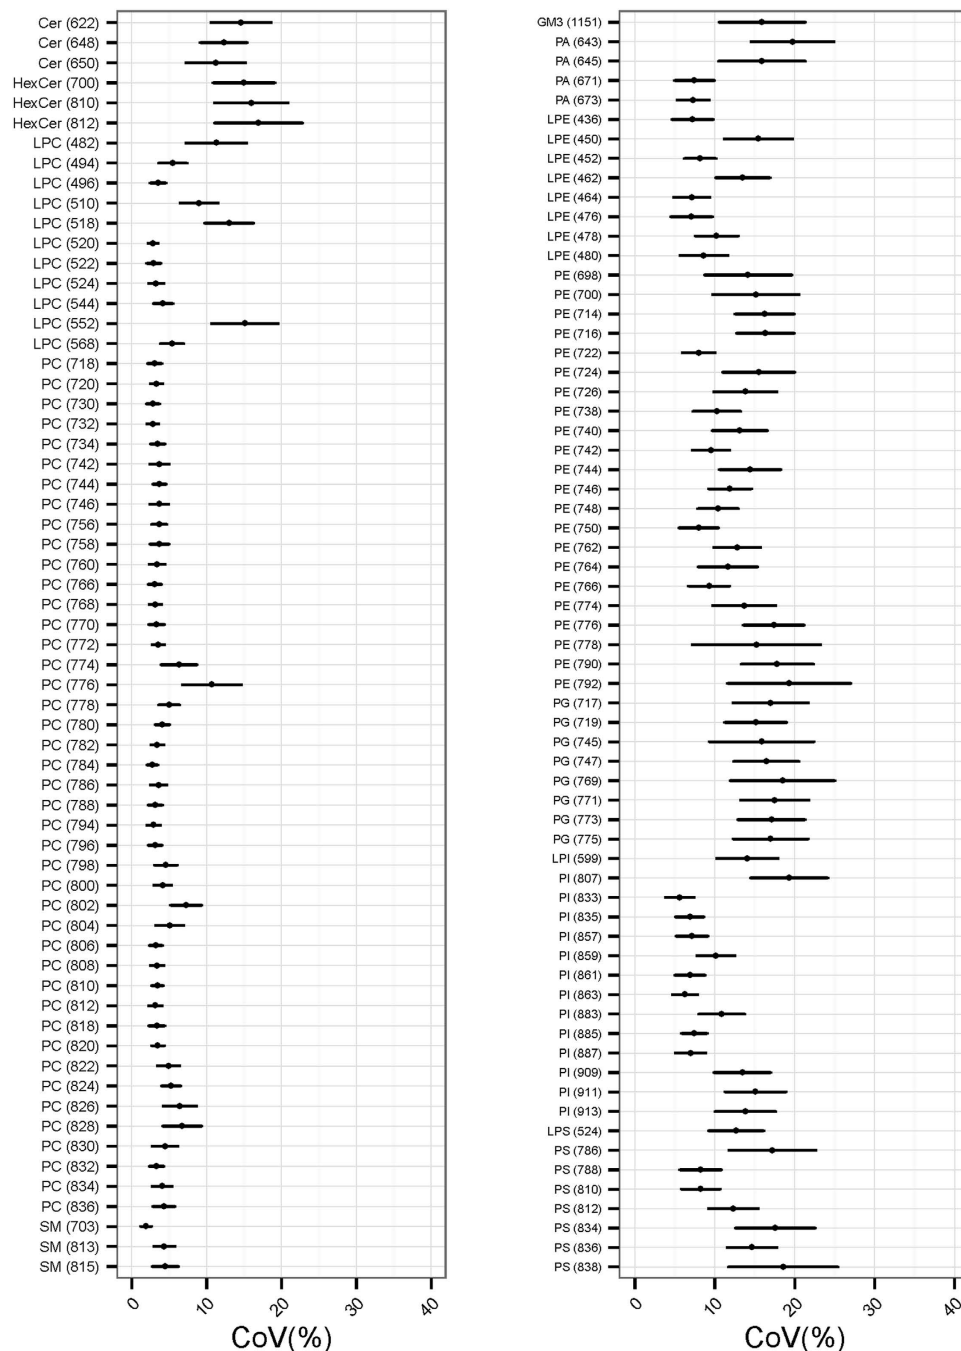 Cer (622)
Cer (648)
Cer (650)
HexCer (700)
HexCer (810)
HexCer (812)
LPC (482)
LPC (494)
LPC (496)
LPC (510)
LPC (518)
LPC (520)
LPC (522)
LPC (524)
LPC (544)
LPC (552)
LPC (568)
PC (718)
PC (720)
PC (730)
PC (732)
PC (734)
PC (742)
PC (744)
PC (746)
PC (756)
PC (758)
PC (760)
PC (766)
PC (768)
PC (770)
PC (772)
PC (774)
PC (776)
PC (778)
PC (780)
PC (782)
PC (784)
PC (786)
PC (788)
PC (794)
PC (796)
PC (798)
PC (800)
PC (802)
PC (804)
PC (806)
PC (808)
PC (810)
PC (812)
PC (818)
PC (820)
PC (822)
PC (824)
PC (826)
PC (828)
PC (830)
PC (832)
PC (834)
PC (836)
SM (703)
SM (813)
SM (815)
0 10 20 30 40
CoV(%)
GM3 (1151)
PA (643)
PA (645)
PA (671)
PA (673)
LPE (436)
LPE (450)
LPE (452)
LPE (462)
LPE (464)
LPE (476)
LPE (478)
LPE (480)
PE (698)
PE (700)
PE (714)
PE (716)
PE (722)
PE (724)
PE (726)
PE (738)
PE (740)
PE (742)
PE (744)
PE (746)
PE (748)
PE (750)
PE (762)
PE (764)
PE (766)
PE (774)
PE (776)
PE (778)
PE (790)
PE (792)
PG (717)
PG (719)
PG (745)
PG (747)
PG (769)
PG (771)
PG (773)
PG (775)
LPI (599)
PI (807)
PI (833)
PI (835)
PI (857)
PI (859)
PI (861)
PI (863)
PI (883)
PI (885)
PI (887)
PI (909)
PI (911)
PI (913)
LPS (524)
PS (786)
PS (788)
PS (810)
PS (812)
PS (834)
PS (836)
PS (838)
0 10 20 30 40
CoV(%)